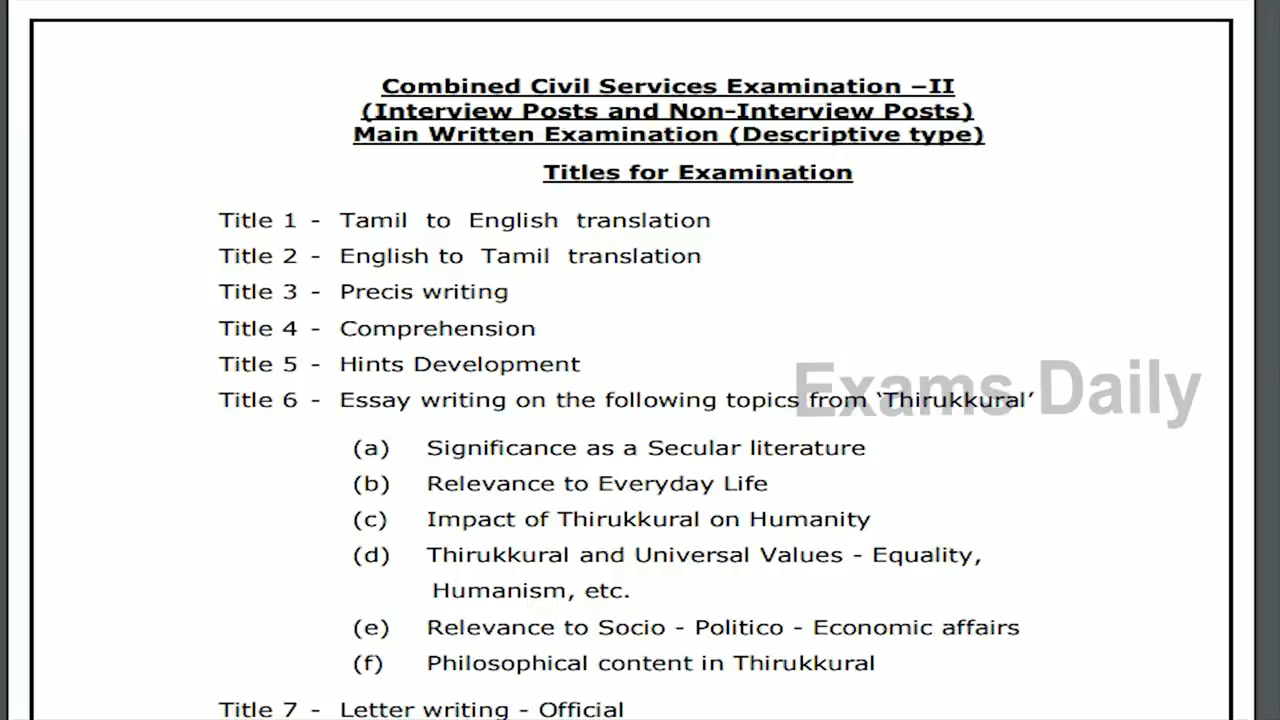 Combined Civil Services Examination –II
(Interview Posts and Non-Interview Posts)
Main Written Examination (Descriptive type)
Titles for Examination
Title 1 - Tamil to English translation
Title 2 - English to Tamil translation
Title 3 - Precis writing
Title 4 - Comprehension
Title 5 - Hints Development
Title 6 - Essay writing on the following topics from ‘Thirukkural’
Exams Daily
(a) Significance as a Secular literature
(b) Relevance to Everyday Life
(c) Impact of Thirukkural on Humanity
(d) Thirukkural and Universal Values - Equality,
Humanism, etc.
(e) Relevance to Socio - Politico - Economic affairs
(f) Philosophical content in Thirukkural
Title 7 - Letter writing - Official